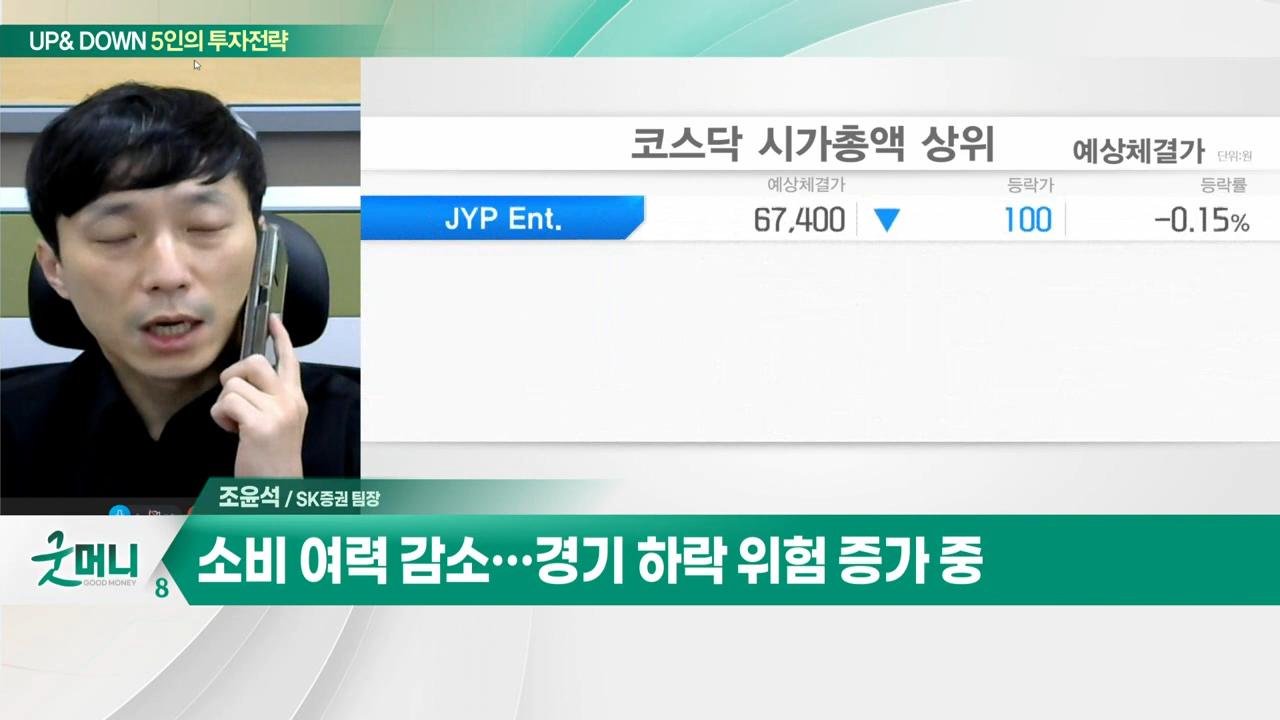 UP& DOWN 5인의 투자전략
코스닥 시가총액 상위
예상체결가 단위:원
예상체결가 등락가 등락률
JYP Ent. 67,400 ▼ 100 -0.15%
조윤석 / SK증권 팀장
굿머니
GOOD MONEY
8
소비 여력 감소…경기 하락 위험 증가 중